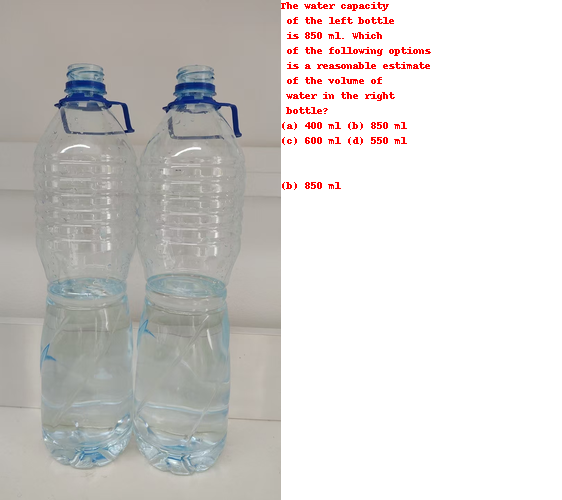 The water capacity
of the left bottle
is 850 ml. Which
of the following options
is a reasonable estimate
of the volume of
water in the right
bottle?
(a) 400 ml (b) 850 ml
(c) 600 ml (d) 550 ml
(b) 850 ml